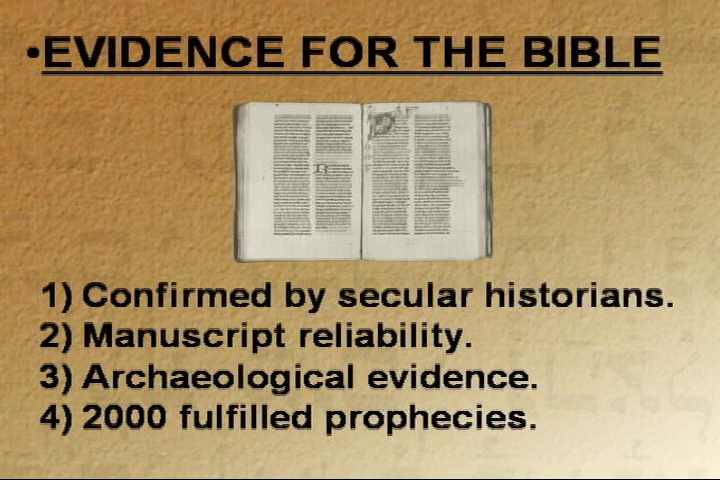 •EVIDENCE FOR THE BIBLE
1) Confirmed by secular historians.
2) Manuscript reliability.
3) Archaeological evidence.
4) 2000 fulfilled prophecies.